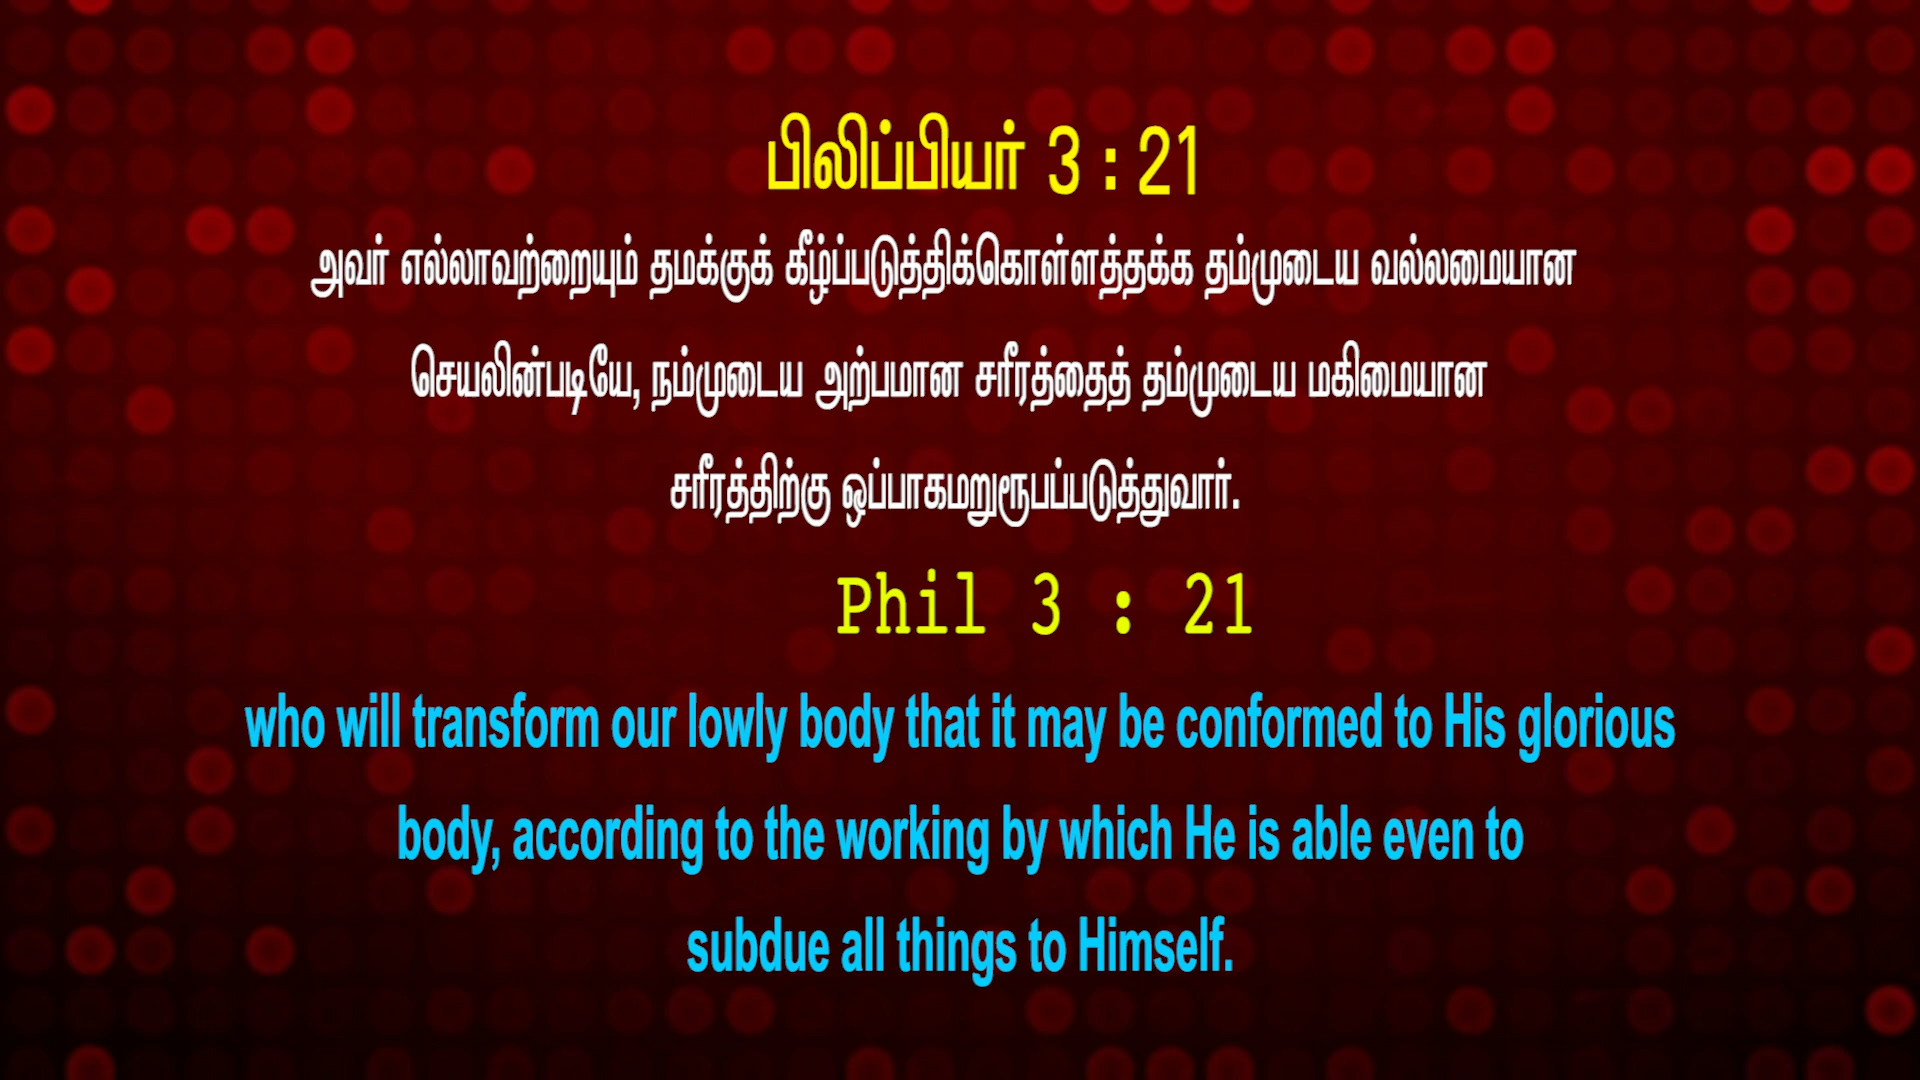 பிலிப்பியர் 3 : 21
அவர் எல்லாவற்றையும் தமக்குக் கீழ்ப்படுத்திக்கொள்ளத்தக்க தம்முடைய வல்லமையான
செயலின்படியே, நம்முடைய அற்பமான சரீரத்தைத் தம்முடைய மகிமையான
சரீரத்திற்கு ஒப்பாகமறுரூபப்படுத்துவார்.
Phil 3 : 21
who will transform our lowly body that it may be conformed to His glorious
body, according to the working by which He is able even to
subdue all things to Himself.